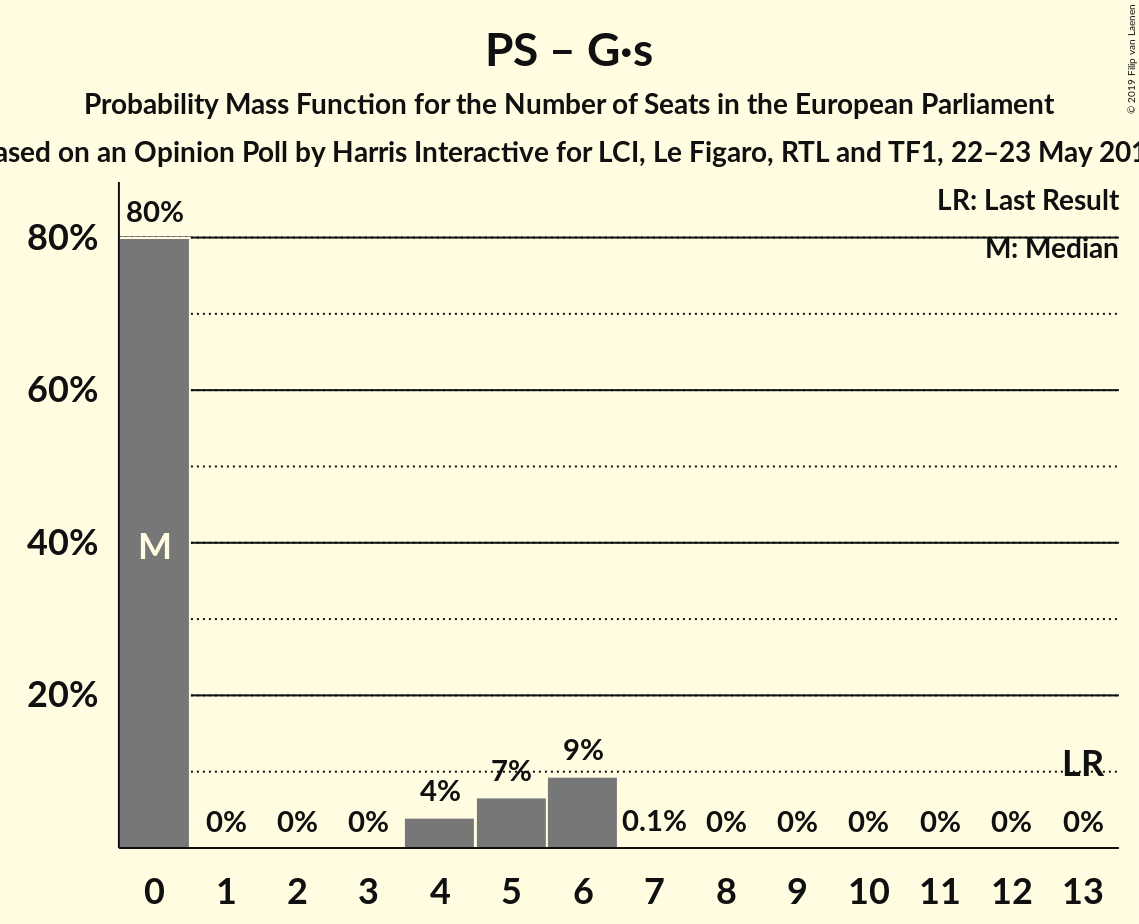 © 2019 Filip van Laenen
PS – G·s
Probability Mass Function for the Number of Seats in the European Parliament
ased on an Opinion Poll by Harris Interactive for LCI, Le Figaro, RTL and TF1, 22–23 May 201
LR: Last Result
M: Median
80%
80%
60%
40%
20%
M
0% 0% 0% 4% 7% 9% 0.1% 0% 0% 0% 0% 0% 0%
LR
0 1 2 3 4 5 6 7 8 9 10 11 12 13